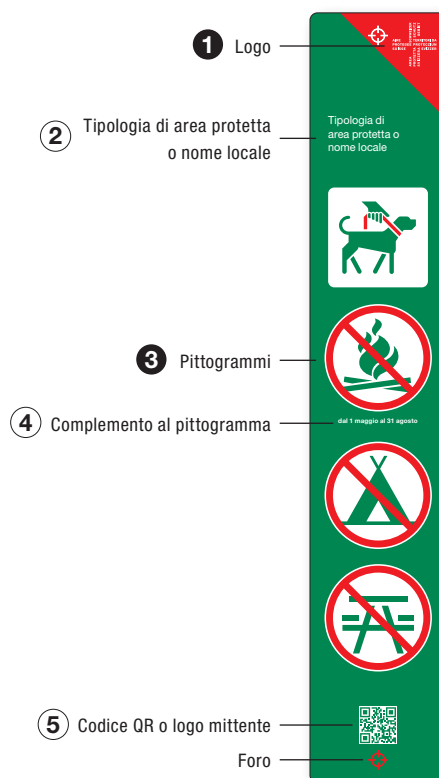 1 Logo
2 Tipologia di area protetta
o nome locale
Tipologia di
area protetta o
nome locale
3 Pittogrammi
4 Complemento al pittogramma
dal 1 maggio al 31 agosto
5 Codice QR o logo mittente
Foro